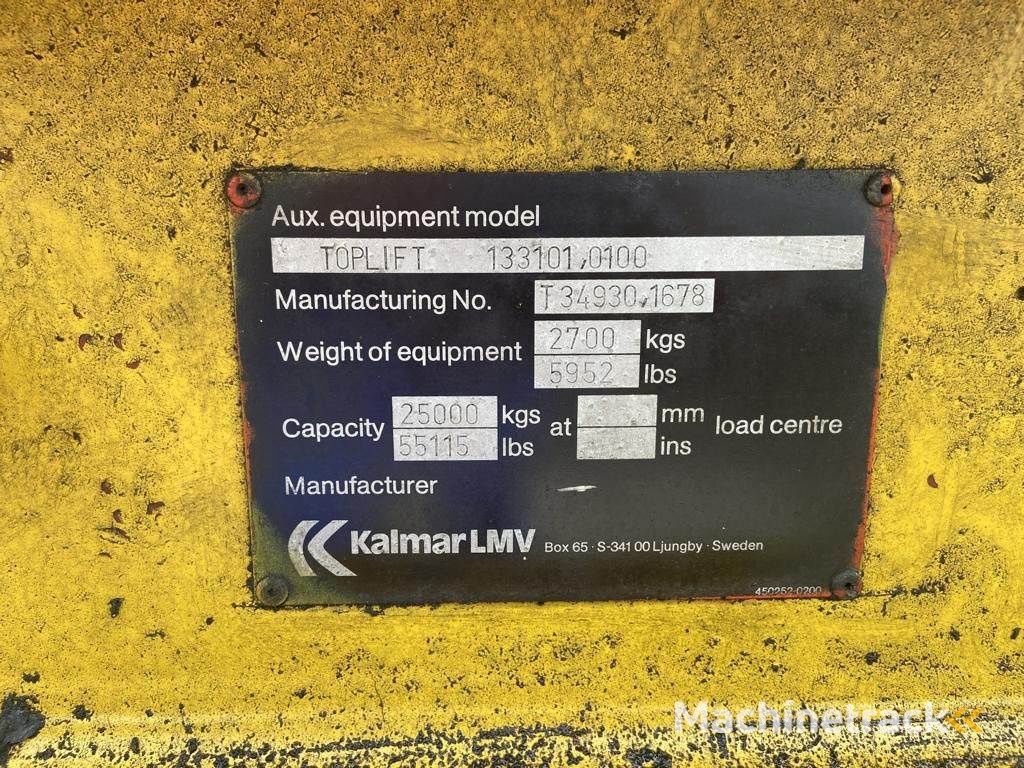 Aux. equipment model
TOPLIFT 133101,0100
Manufacturing No. T34930,1678
Weight of equipment 2700 kgs
5952 lbs
Capacity 25000 kgs at mm load centre
55115 lbs ins
Manufacturer
Kalmar LMV Box 65 · S-341 00 Ljungby · Sweden
450252-0200
Machinetrack